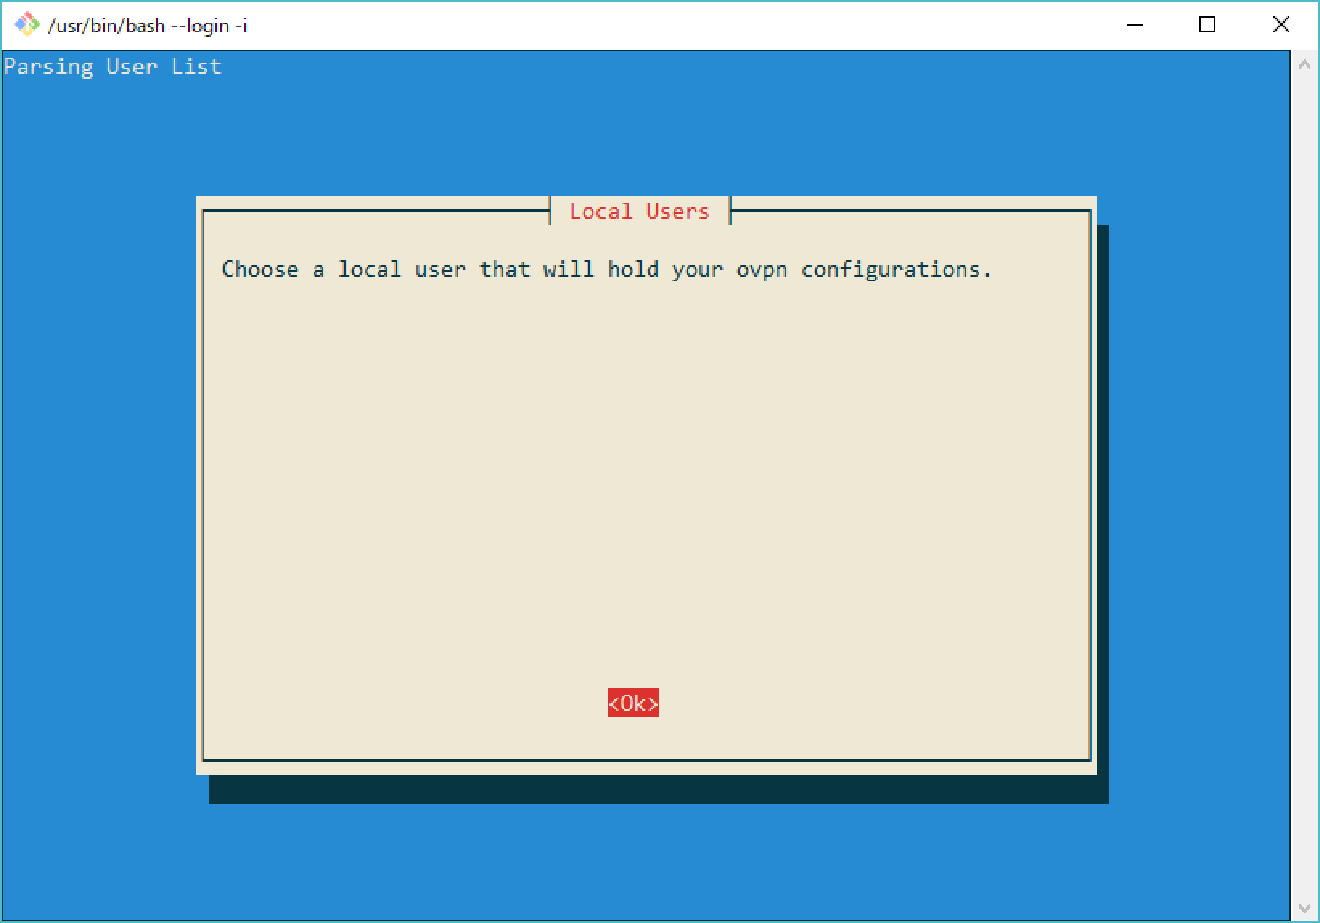 /usr/bin/bash --login -i
Parsing User List
Local Users
Choose a local user that will hold your ovpn configurations.
<Ok>